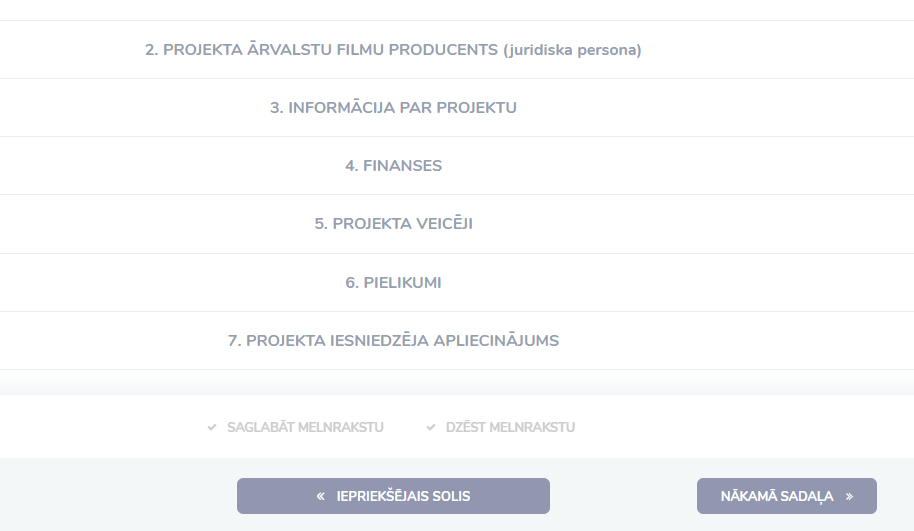 2. PROJEKTA ĀRVALSTU FILMU PRODUCENTS (juridiska persona)
3. INFORMĀCIJA PAR PROJEKTU
4. FINANSES
5. PROJEKTA VEICĒJI
6. PIELIKUMI
7. PROJEKTA IESNIEDZĒJA APLIECINĀJUMS
SAGLABĀT MELNRAKSTU DZĒST MELNRAKSTU
« IEPRIEKŠĒJAIS SOLIS NĀKAMĀ SADAĻA »